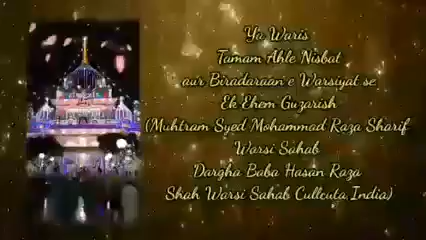 Ya Waris
Tamam Ahle Nisbat
aur Biradaraan e Warsiyat se
Ek Ehem Guzarish
(Muhtram Syed Mohammad Raza Sharif
Warsi Sahab
Dargha Baba Hasan Raza
Shah Warsi Sahab Cullcuta,India)